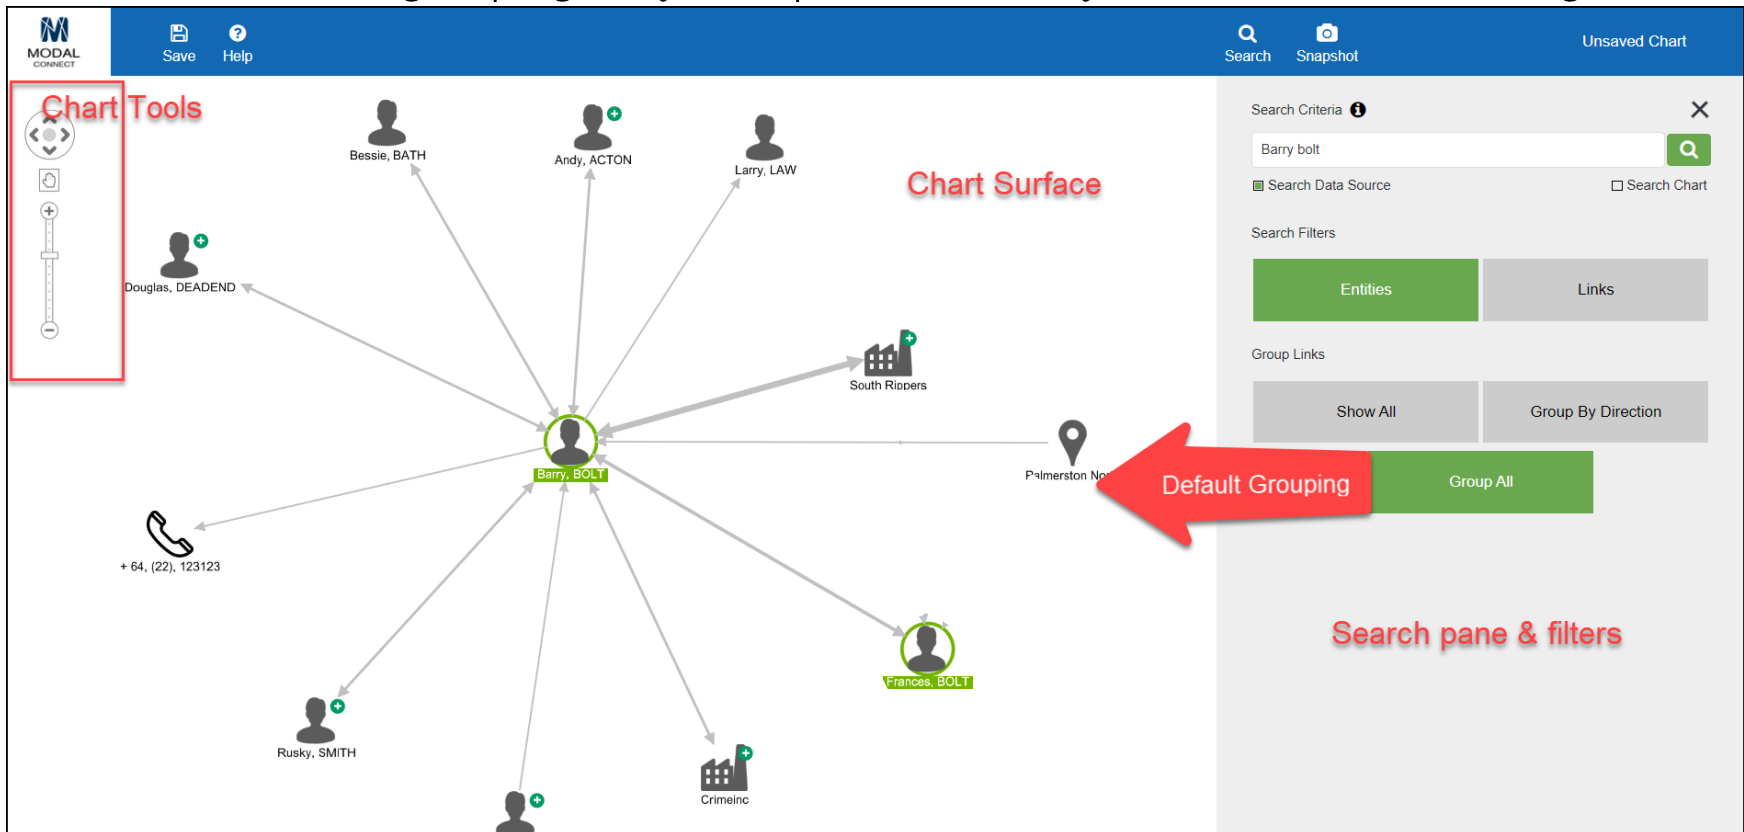 MODAL
CONNECT
Save
Help
Search
Snapshot
Unsaved Chart
Chart Tools
Bessie, BATH
Andy, ACTON
Larry, LAW
Chart Surface
Douglas, DEADEND
South Rippers
Barry, BOLT
Palmerston
+ 64, (22), 123123
Frances, BOLT
Rusky, SMITH
Crimeinc
Search Criteria
Barry bolt
Search Data Source
Search Chart
Search Filters
Entities
Links
Group Links
Show All
Group By Direction
Default Grouping
Group All
Search pane & filters